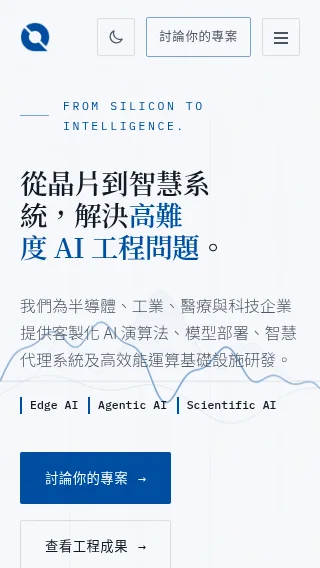 討論你的專案
FROM SILICON TO
INTELLIGENCE.
從晶片到智慧系
統，解決高難
度 AI 工程問題。
我們為半導體、工業、醫療與科技企業
提供客製化 AI 演算法、模型部署、智慧
代理系統及高效能運算基礎設施研發。
Edge AI
Agentic AI
Scientific AI
討論你的專案 →
查看工程成果 →